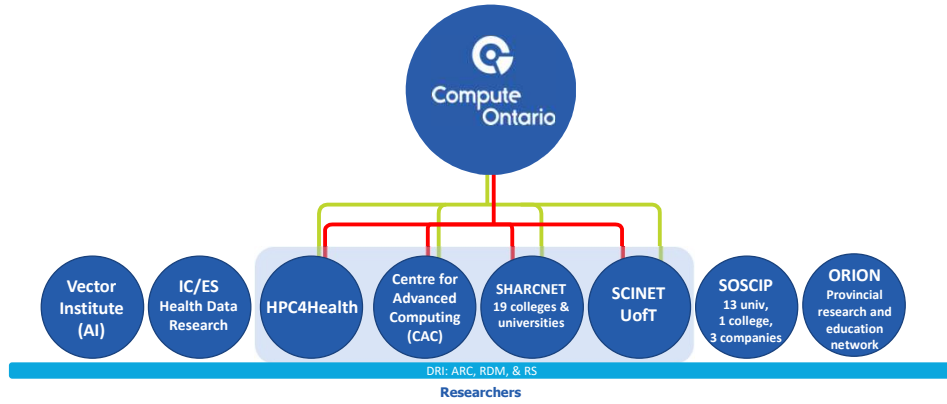 Compute
Ontario
Vector
Institute
(AI)
IC/ES
Health Data
Research
HPC4Health
Centre for
Advanced
Computing
(CAC)
SHARCNET
19 colleges &
universities
SCINET
UofT
SOSCIP
13 univ,
1 college,
3 companies
ORION
Provincial
research and
education
network
DRI: ARC, RDM, & RS
Researchers